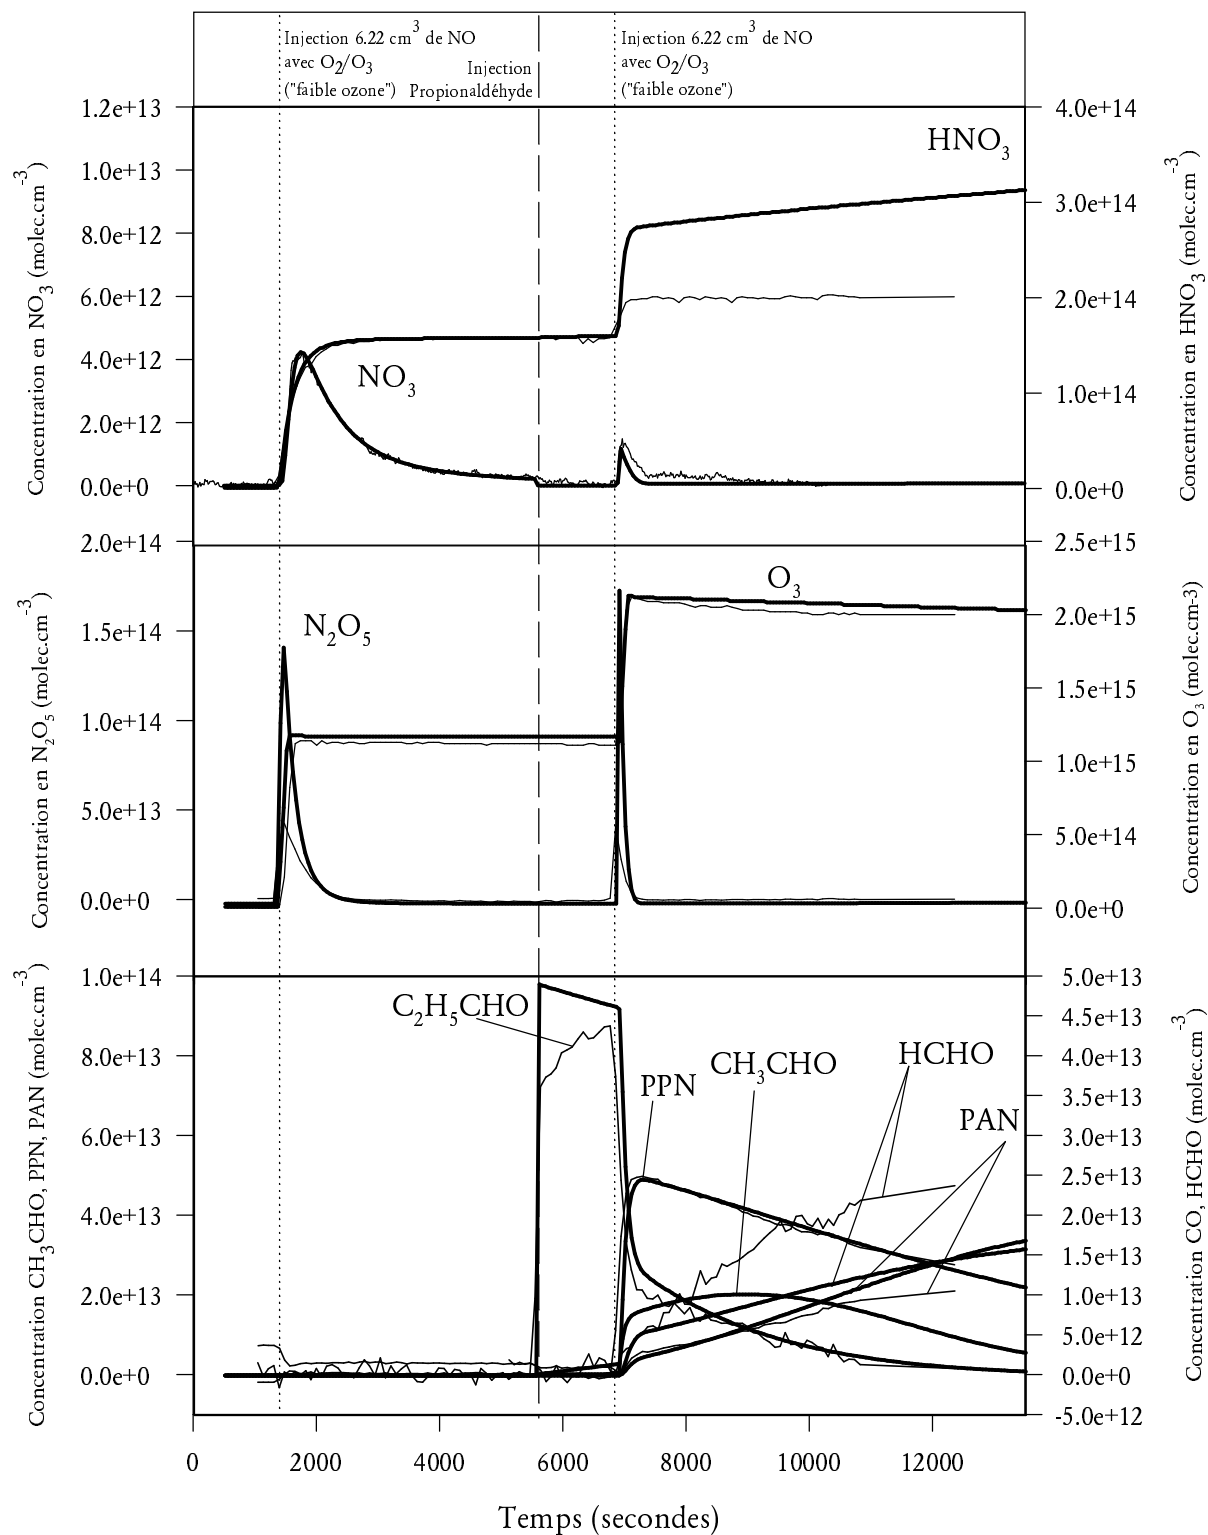 Injection 6.22 cm³ de NO
avec O₂/O₃
("faible ozone")
Injection
Propionaldéhyde
Injection 6.22 cm³ de NO
avec O₂/O₃
("faible ozone")
Concentration en NO₃ (molec.cm⁻³)
1.2e+13
1.0e+13
8.0e+12
6.0e+12
4.0e+12
2.0e+12
0.0e+0
HNO₃
NO₃
4.0e+14
3.0e+14
2.0e+14
1.0e+14
0.0e+0
Concentration en HNO₃ (molec.cm⁻³)
Concentration en N₂O₅ (molec.cm⁻³)
2.0e+14
1.5e+14
1.0e+14
5.0e+13
0.0e+0
N₂O₅
O₃
2.5e+15
2.0e+15
1.5e+15
1.0e+15
5.0e+14
0.0e+0
Concentration en O₃ (molec.cm-3)
Concentration CH₃CHO, PPN, PAN (molec.cm⁻³)
1.0e+14
8.0e+13
6.0e+13
4.0e+13
2.0e+13
0.0e+0
C₂H₅CHO
PPN
CH₃CHO
HCHO
PAN
5.0e+13
4.5e+13
4.0e+13
3.5e+13
3.0e+13
2.5e+13
2.0e+13
1.5e+13
1.0e+13
5.0e+12
0.0e+0
-5.0e+12
Concentration CO, HCHO (molec.cm⁻³)
0 2000 4000 6000 8000 10000 12000
Temps (secondes)